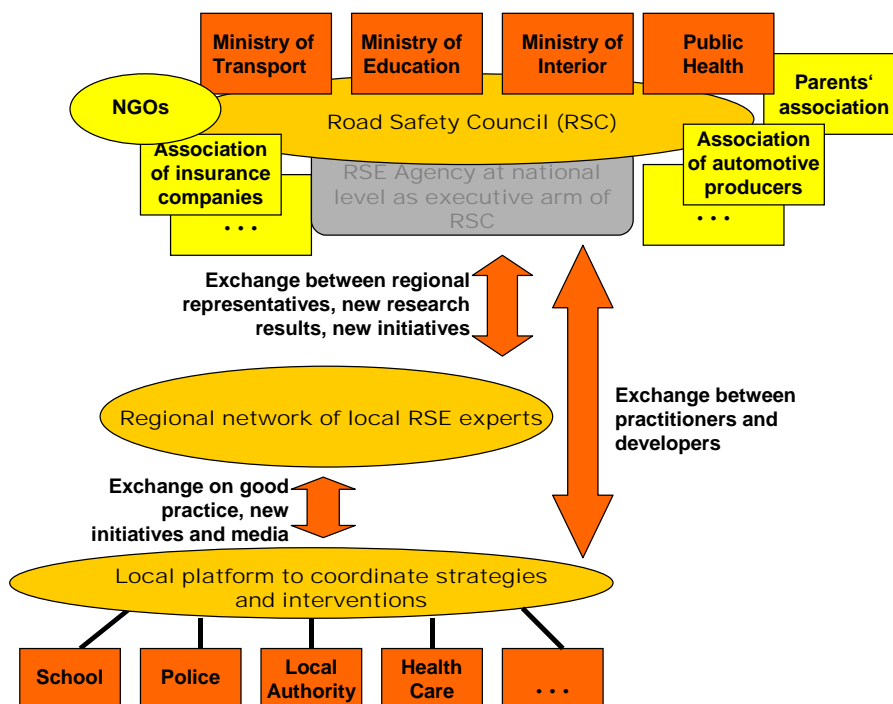 Ministry of
Transport
Ministry of
Education
Ministry of
Interior
Public
Health
Parents‘
association
NGOs
Road Safety Council (RSC)
Association
of insurance
companies
Association
of automotive
producers
. . .
. . .
RSE Agency at national
level as executive arm of
RSC
Exchange between regional
representatives, new research
results, new initiatives
Regional network of local RSE experts
Exchange between
practitioners and
developers
Exchange on good
practice, new
initiatives and media
Local platform to coordinate strategies
and interventions
School
Police
Local
Authority
Health
Care
. . .